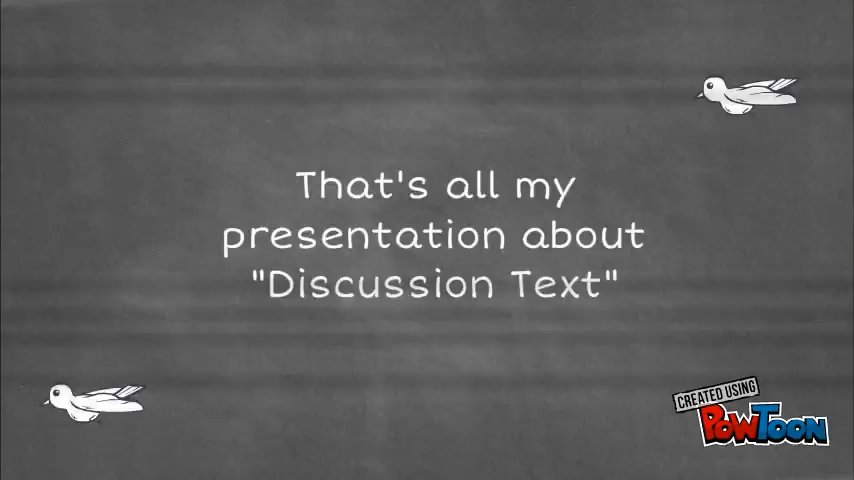 That's all my
presentation about
"Discussion Text"
CREATED USING
POWTOON